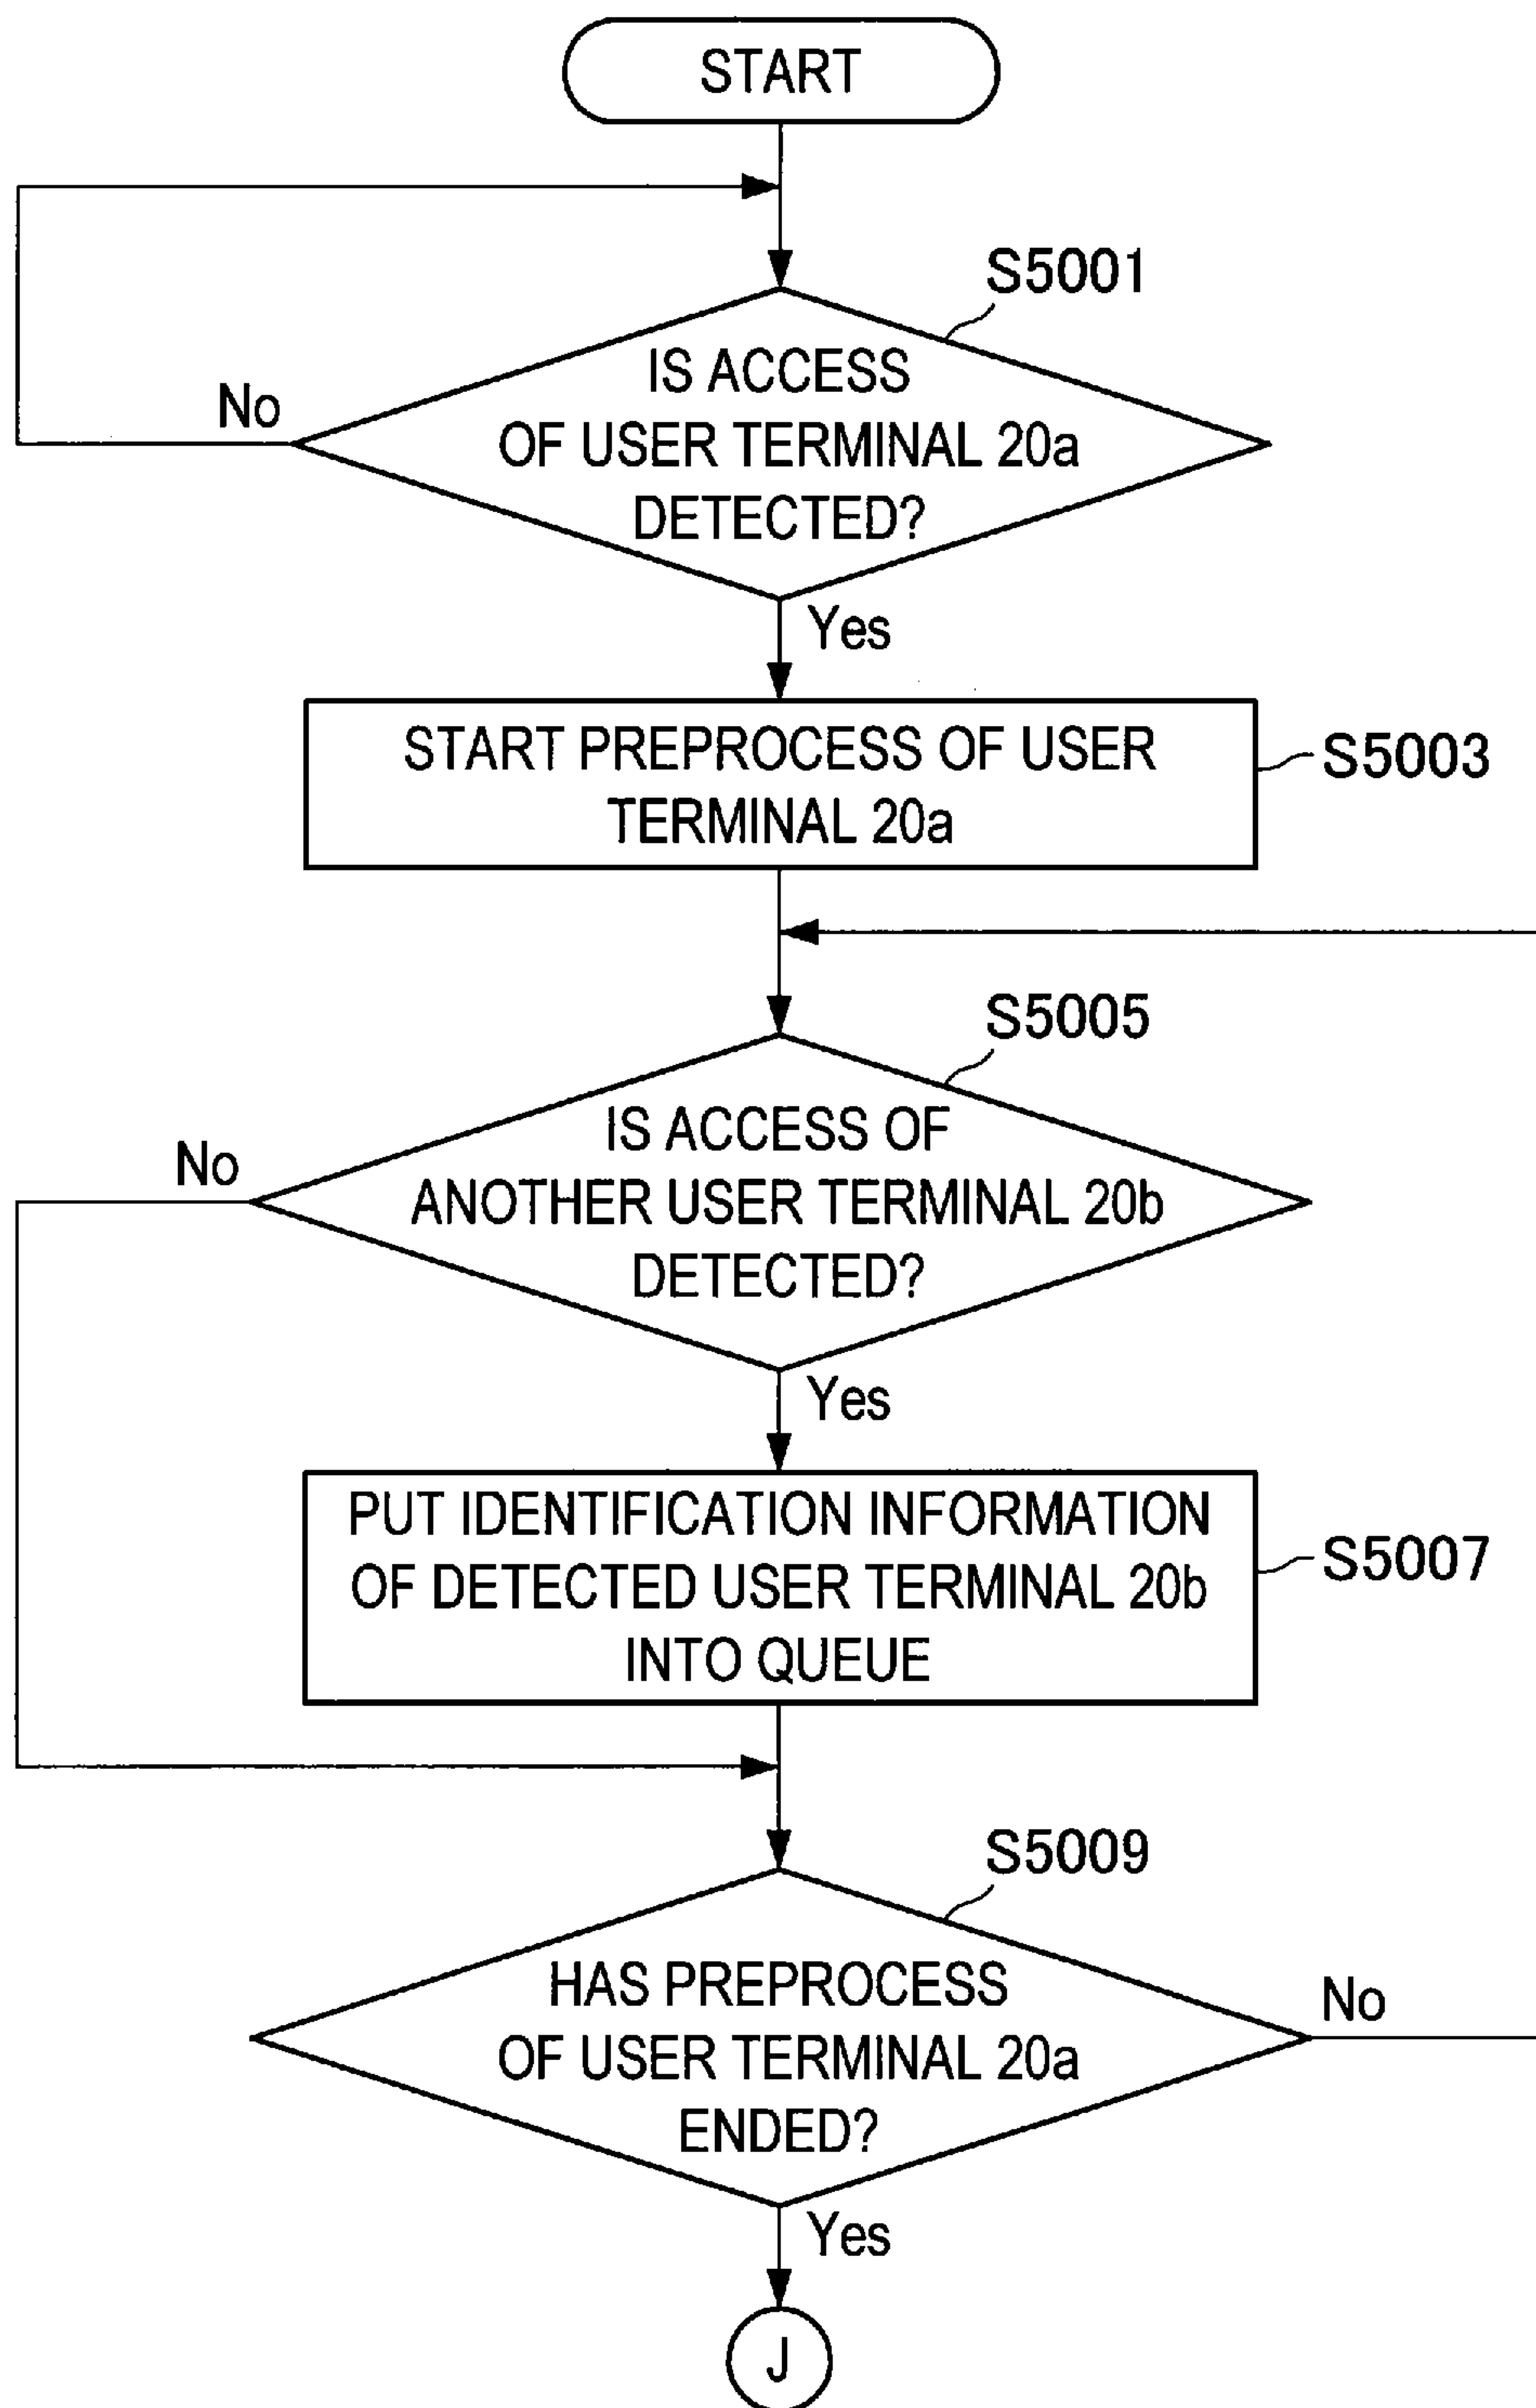 START
S5001
IS ACCESS
OF USER TERMINAL 20a
DETECTED?
No
Yes
START PREPROCESS OF USER
TERMINAL 20a
S5003
S5005
IS ACCESS OF
ANOTHER USER TERMINAL 20b
DETECTED?
No
Yes
PUT IDENTIFICATION INFORMATION
OF DETECTED USER TERMINAL 20b
INTO QUEUE
S5007
S5009
HAS PREPROCESS
OF USER TERMINAL 20a
ENDED?
No
Yes
J